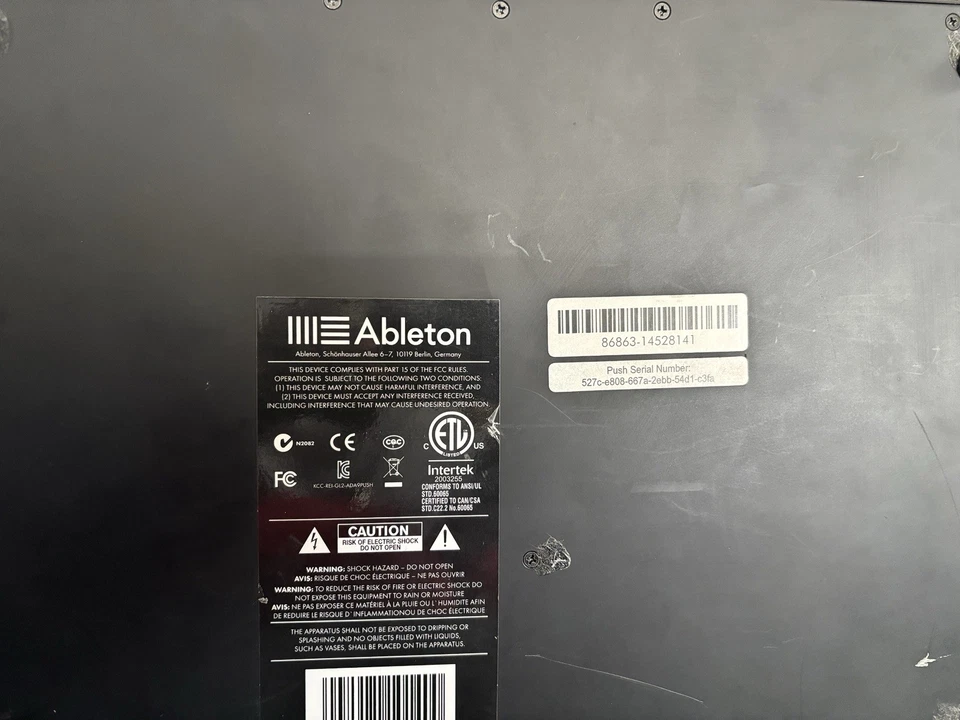 Ableton
Ableton, Schönhauser Allee 6–7, 10119 Berlin, Germany
THIS DEVICE COMPLIES WITH PART 15 OF THE FCC RULES.
OPERATION IS SUBJECT TO THE FOLLOWING TWO CONDITIONS:
(1) THIS DEVICE MAY NOT CAUSE HARMFUL INTERFERENCE, AND
(2) THIS DEVICE MUST ACCEPT ANY INTERFERENCE RECEIVED,
INCLUDING INTERFERENCE THAT MAY CAUSE UNDESIRED OPERATION.
N2082
CE
CQC
C ETL US
LISTED
FC
KCC-REI-GL2-ADA9PUSH
Intertek
2003255
CONFORMS TO ANSI/UL
STD.60065
CERTIFIED TO CAN/CSA
STD.C22.2 No.60065
CAUTION
RISK OF ELECTRIC SHOCK
DO NOT OPEN
WARNING: SHOCK HAZARD – DO NOT OPEN
AVIS: RISQUE DE CHOC ÉLECTRIQUE – NE PAS OUVRIR
WARNING: TO REDUCE THE RISK OF FIRE OR ELECTRIC SHOCK DO
NOT EXPOSE THIS EQUIPMENT TO RAIN OR MOISTURE
AVIS: NE PAS EXPOSER CE MATÉRIEL À LA PLUIE OU L' HUMIDITE AFIN
DE REDUIRE LE RISQUE D' INFLAMMATIONOU DE CHOC ÉLECTRIQUE
THE APPARATUS SHALL NOT BE EXPOSED TO DRIPPING OR
SPLASHING AND NO OBJECTS FILLED WITH LIQUIDS,
SUCH AS VASES, SHALL BE PLACED ON THE APPARATUS.
86863-14528141
Push Serial Number:
527c-e808-667a-2ebb-54d1-c3fa